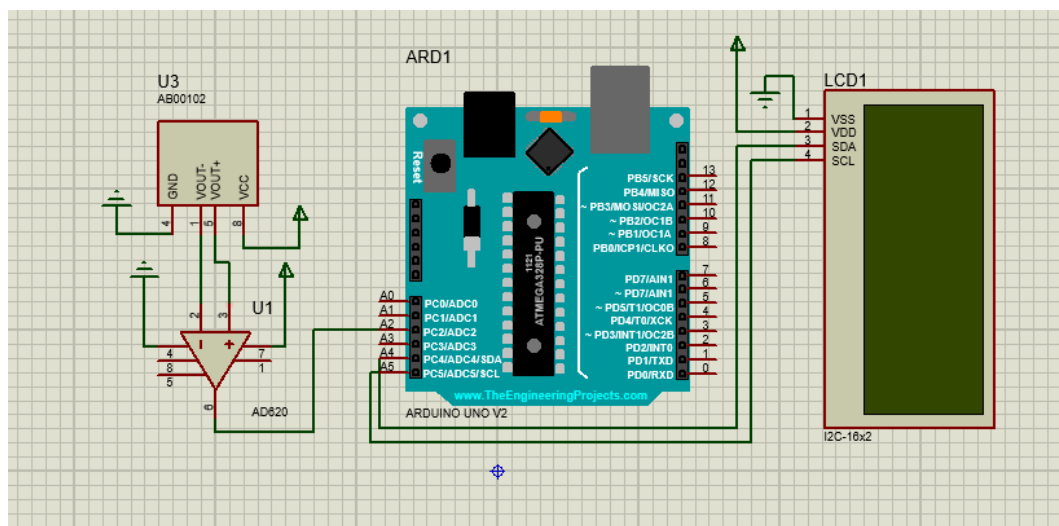 U3
AB00102
GND
VOUT-
VOUT+
VCC
4
1
5
8
2
3
U1
4
8
5
7
1
6
AD620
ARD1
Reset
1121
ATMEGA328P-PU
A0
A1
A2
A3
A4
A5
PC0/ADC0
PC1/ADC1
PC2/ADC2
PC3/ADC3
PC4/ADC4/SDA
PC5/ADC5/SCL
PB5/SCK
PB4/MISO
~ PB3/MOSI/OC2A
~ PB2/OC1B
~ PB1/OC1A
PB0/ICP1/CLKO
13
12
11
10
9
8
PD7/AIN1
~ PD7/AIN1
~ PD5/T1/OC0B
PD4/T0/XCK
~ PD3/INT1/OC2B
PD2/INT0
PD1/TXD
PD0/RXD
7
6
5
4
3
2
1
0
www.TheEngineeringProjects.com
ARDUINO UNO V2
LCD1
1
2
3
4
VSS
VDD
SDA
SCL
I2C-16x2